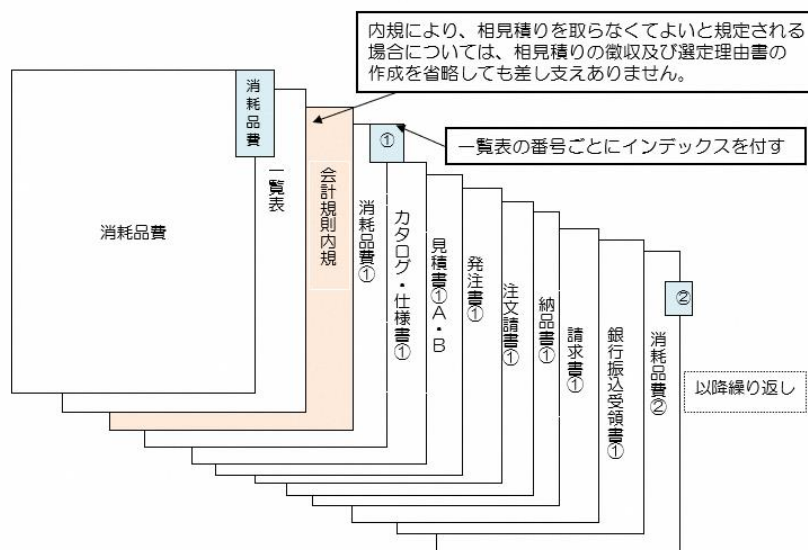 内規により、相見積りを取らなくてよいと規定される
場合については、相見積りの徴収及び選定理由書の
作成を省略しても差し支えありません。
一覧表の番号ごとにインデックスを付す
消耗品費
消耗品費
一覧表
会計規則内規
①
消耗品費①
カタログ・仕様書①
見積書①A・B
発注書①
注文請書①
納品書①
請求書①
銀行振込受領書①
②
消耗品費②
以降繰り返し